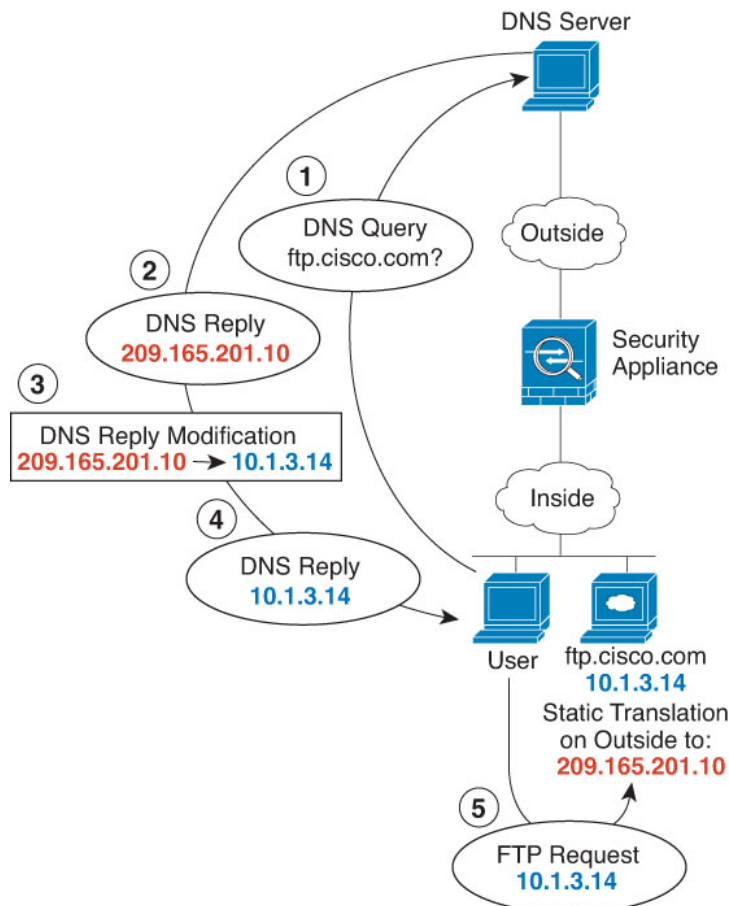 DNS Server
1
DNS Query
ftp.cisco.com?
Outside
2
DNS Reply
209.165.201.10
Security
Appliance
3
DNS Reply Modification
209.165.201.10 → 10.1.3.14
Inside
4
DNS Reply
10.1.3.14
User
ftp.cisco.com
10.1.3.14
Static Translation
on Outside to:
209.165.201.10
5
FTP Request
10.1.3.14